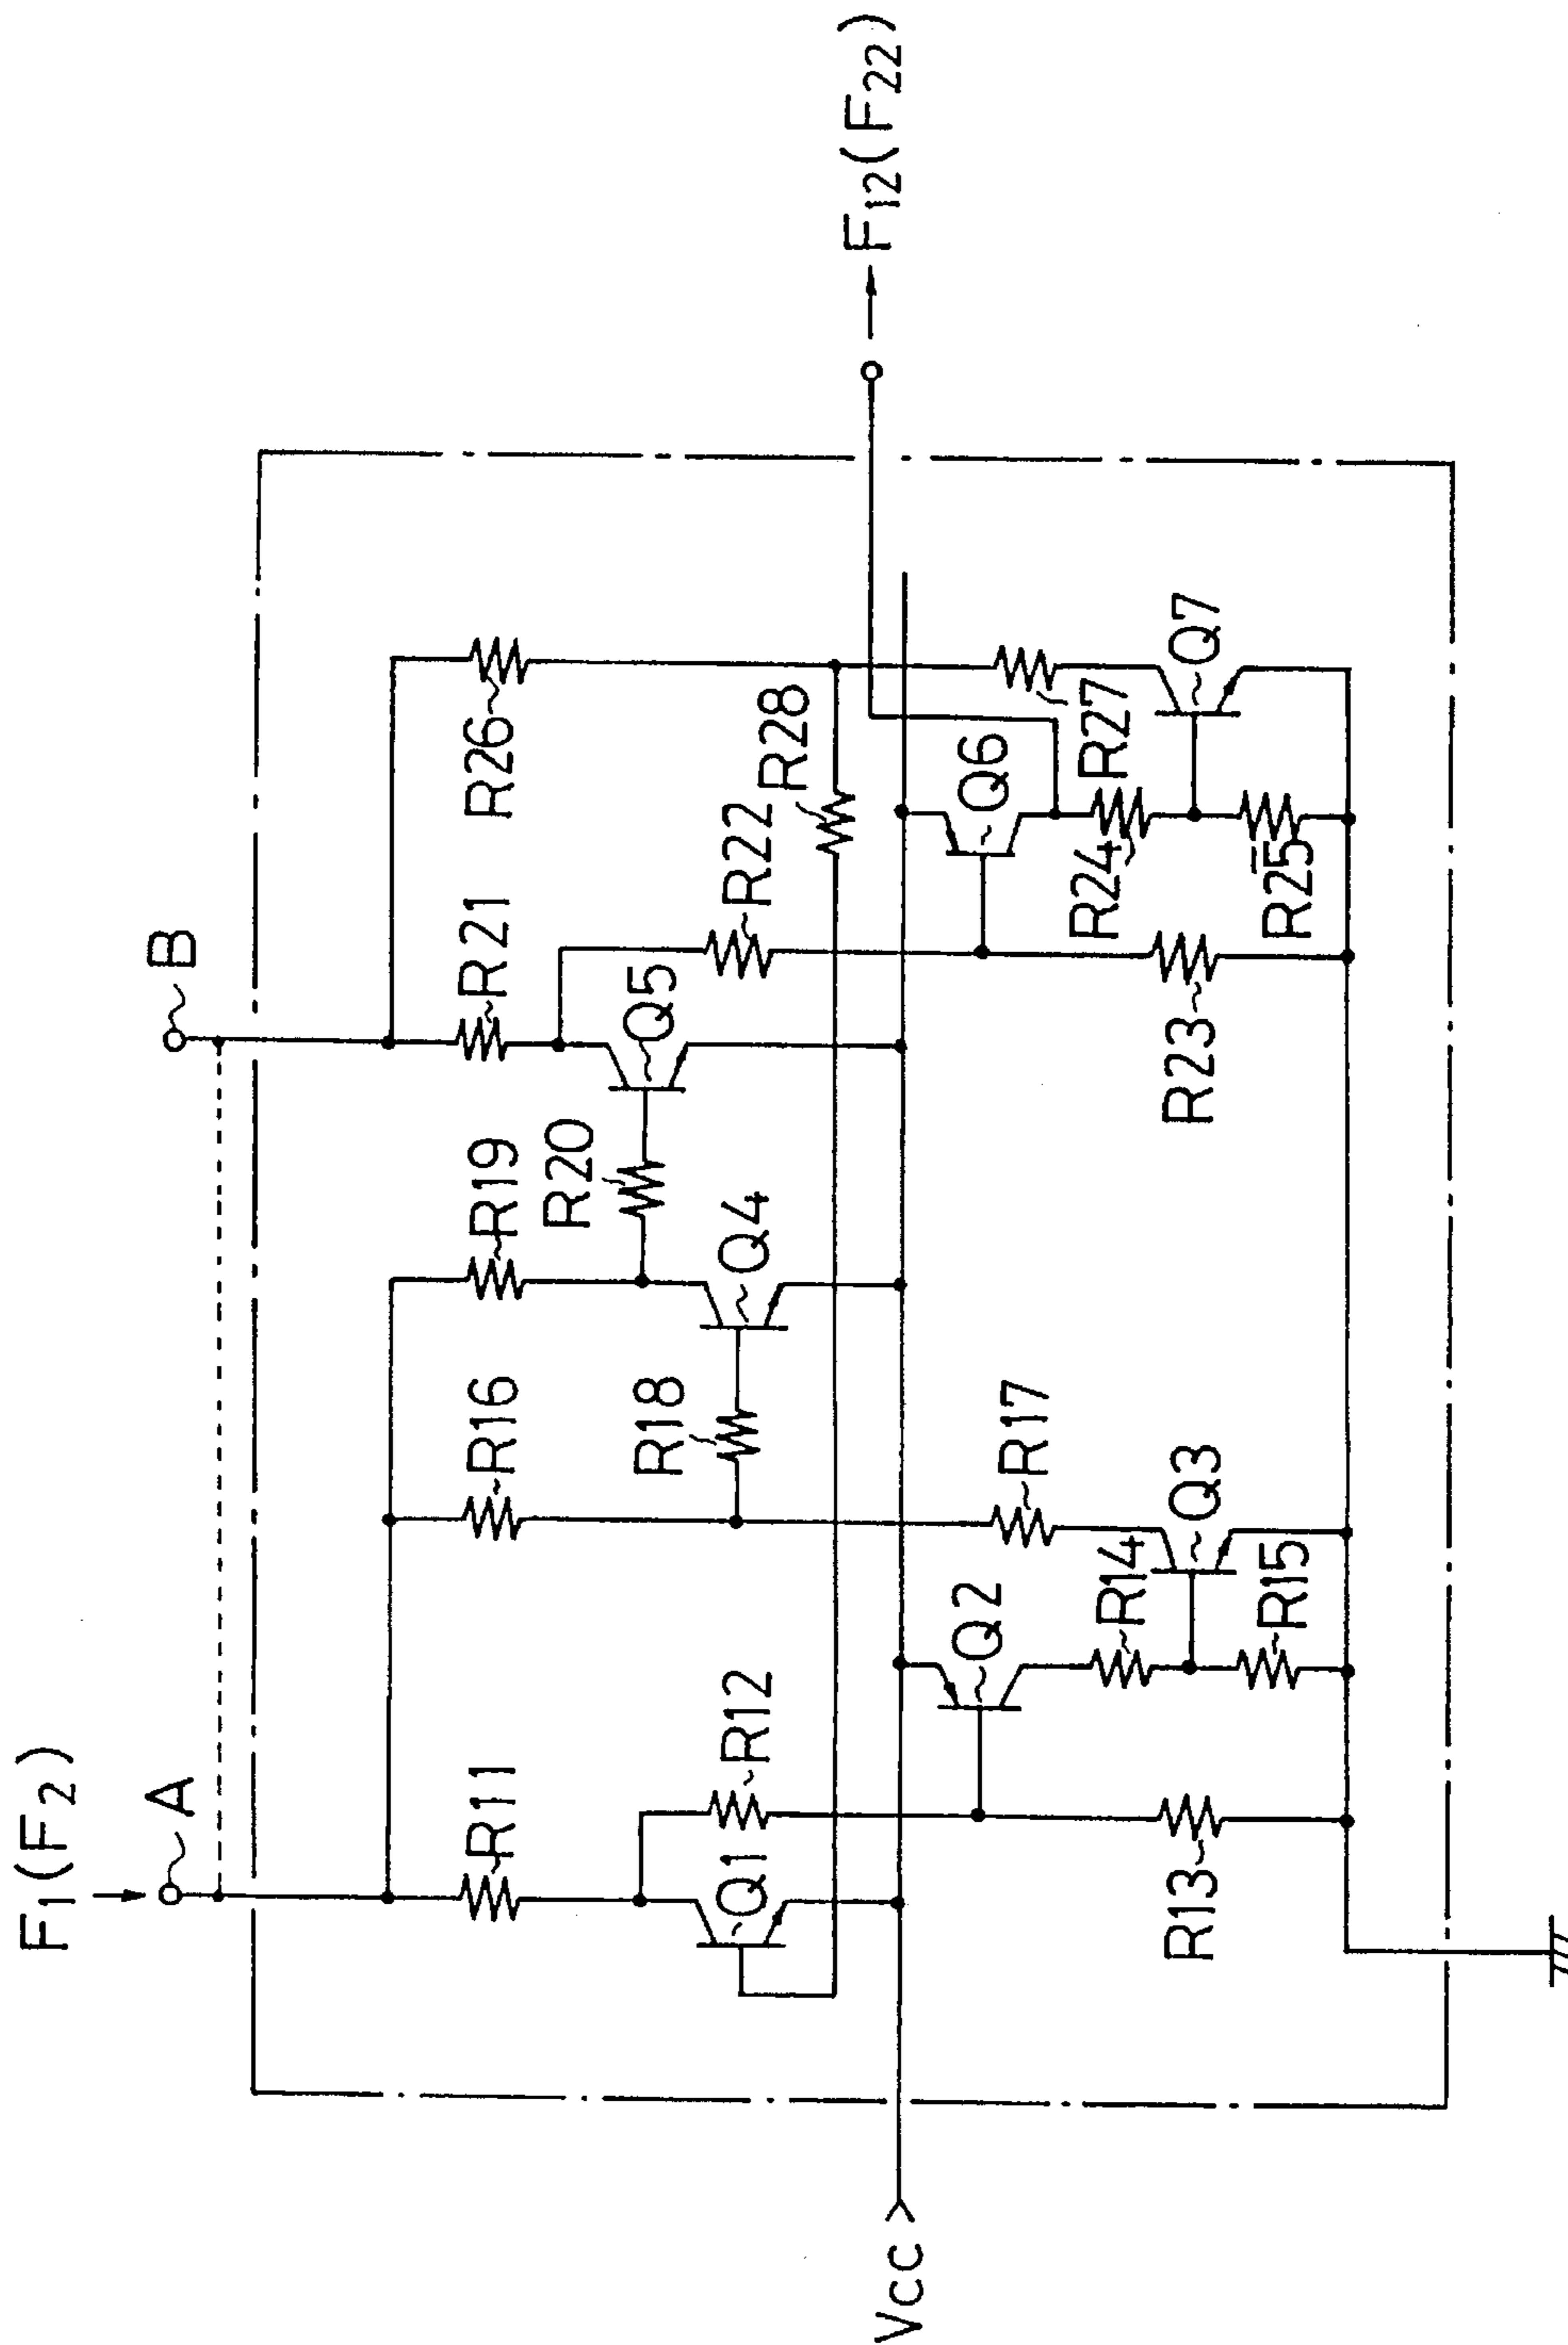 F1(F2)
A
B
R11
R16
R19
R21
R26
Q1
R12
R18
Q4
R20
Q5
R22
R28
F12(F22)
Vcc
Q2
R17
Q6
R13
R14
Q3
R15
R23
R24
R27
R25
Q7